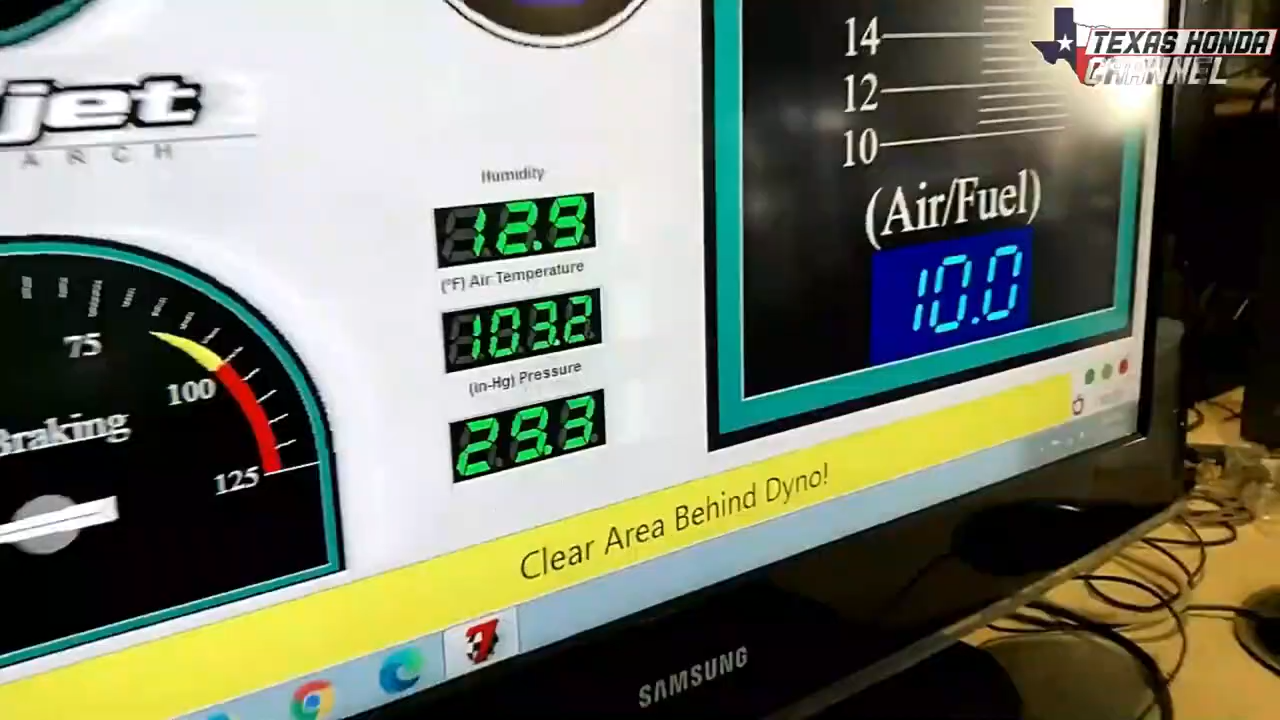 TEXAS HONDA
CHANNEL
jet
ARCH
14
12
10
(Air/Fuel)
10.0
Humidity
12.9
(°F) Air Temperature
103.2
(in-Hg) Pressure
29.3
75
100
125
Braking
Clear Area Behind Dyno!
SAMSUNG